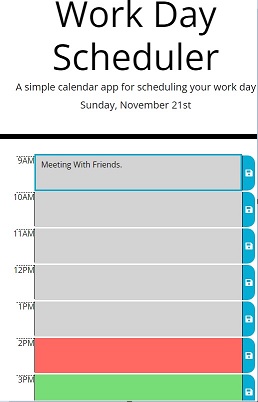 Work Day
Scheduler
A simple calendar app for scheduling your work day
Sunday, November 21st
9AM
Meeting With Friends.
10AM
11AM
12PM
1PM
2PM
3PM